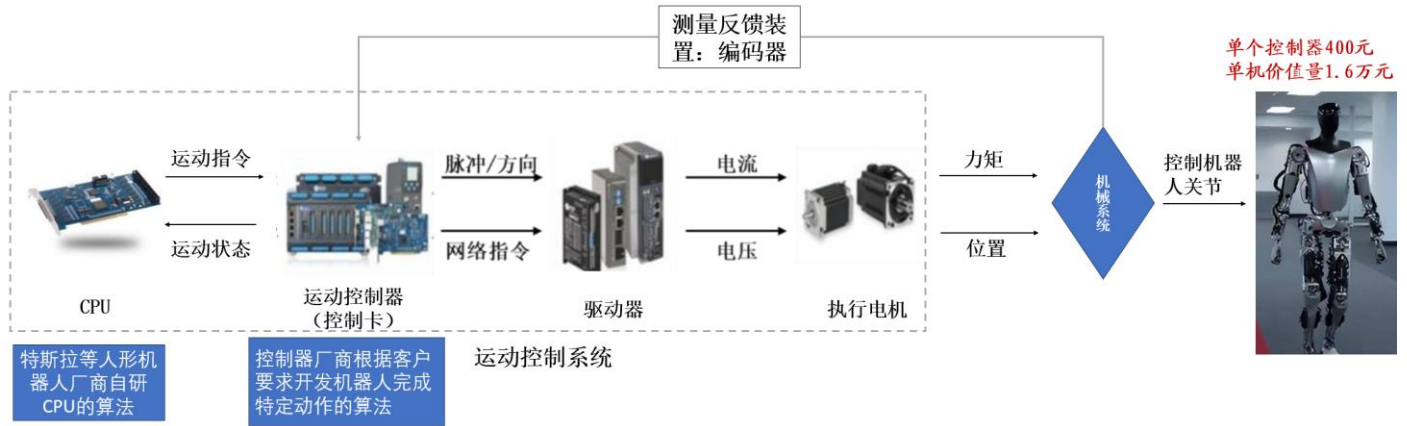 测量反馈装
置：编码器
单个控制器400元
单机价值量1.6万元
运动指令
运动状态
脉冲/方向
网络指令
电流
电压
力矩
位置
机械系统
控制机器
人关节
CPU
运动控制器
（控制卡）
驱动器
执行电机
特斯拉等人形机
器人厂商自研
CPU的算法
控制器厂商根据客户
要求开发机器人完成
特定动作的算法
运动控制系统